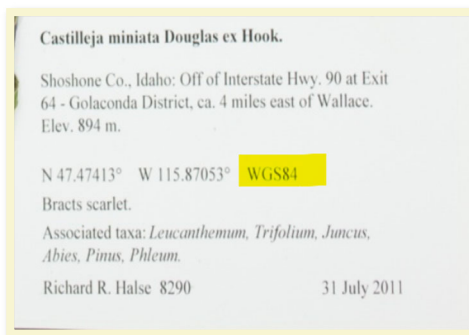 Castilleja miniata Douglas ex Hook.
Shoshone Co., Idaho: Off of Interstate Hwy. 90 at Exit
64 - Golaconda District, ca. 4 miles east of Wallace.
Elev. 894 m.
N 47.47413° W 115.87053° WGS84
Bracts scarlet.
Associated taxa: Leucanthemum, Trifolium, Juncus,
Abies, Pinus, Phleum.
Richard R. Halse 8290 31 July 2011